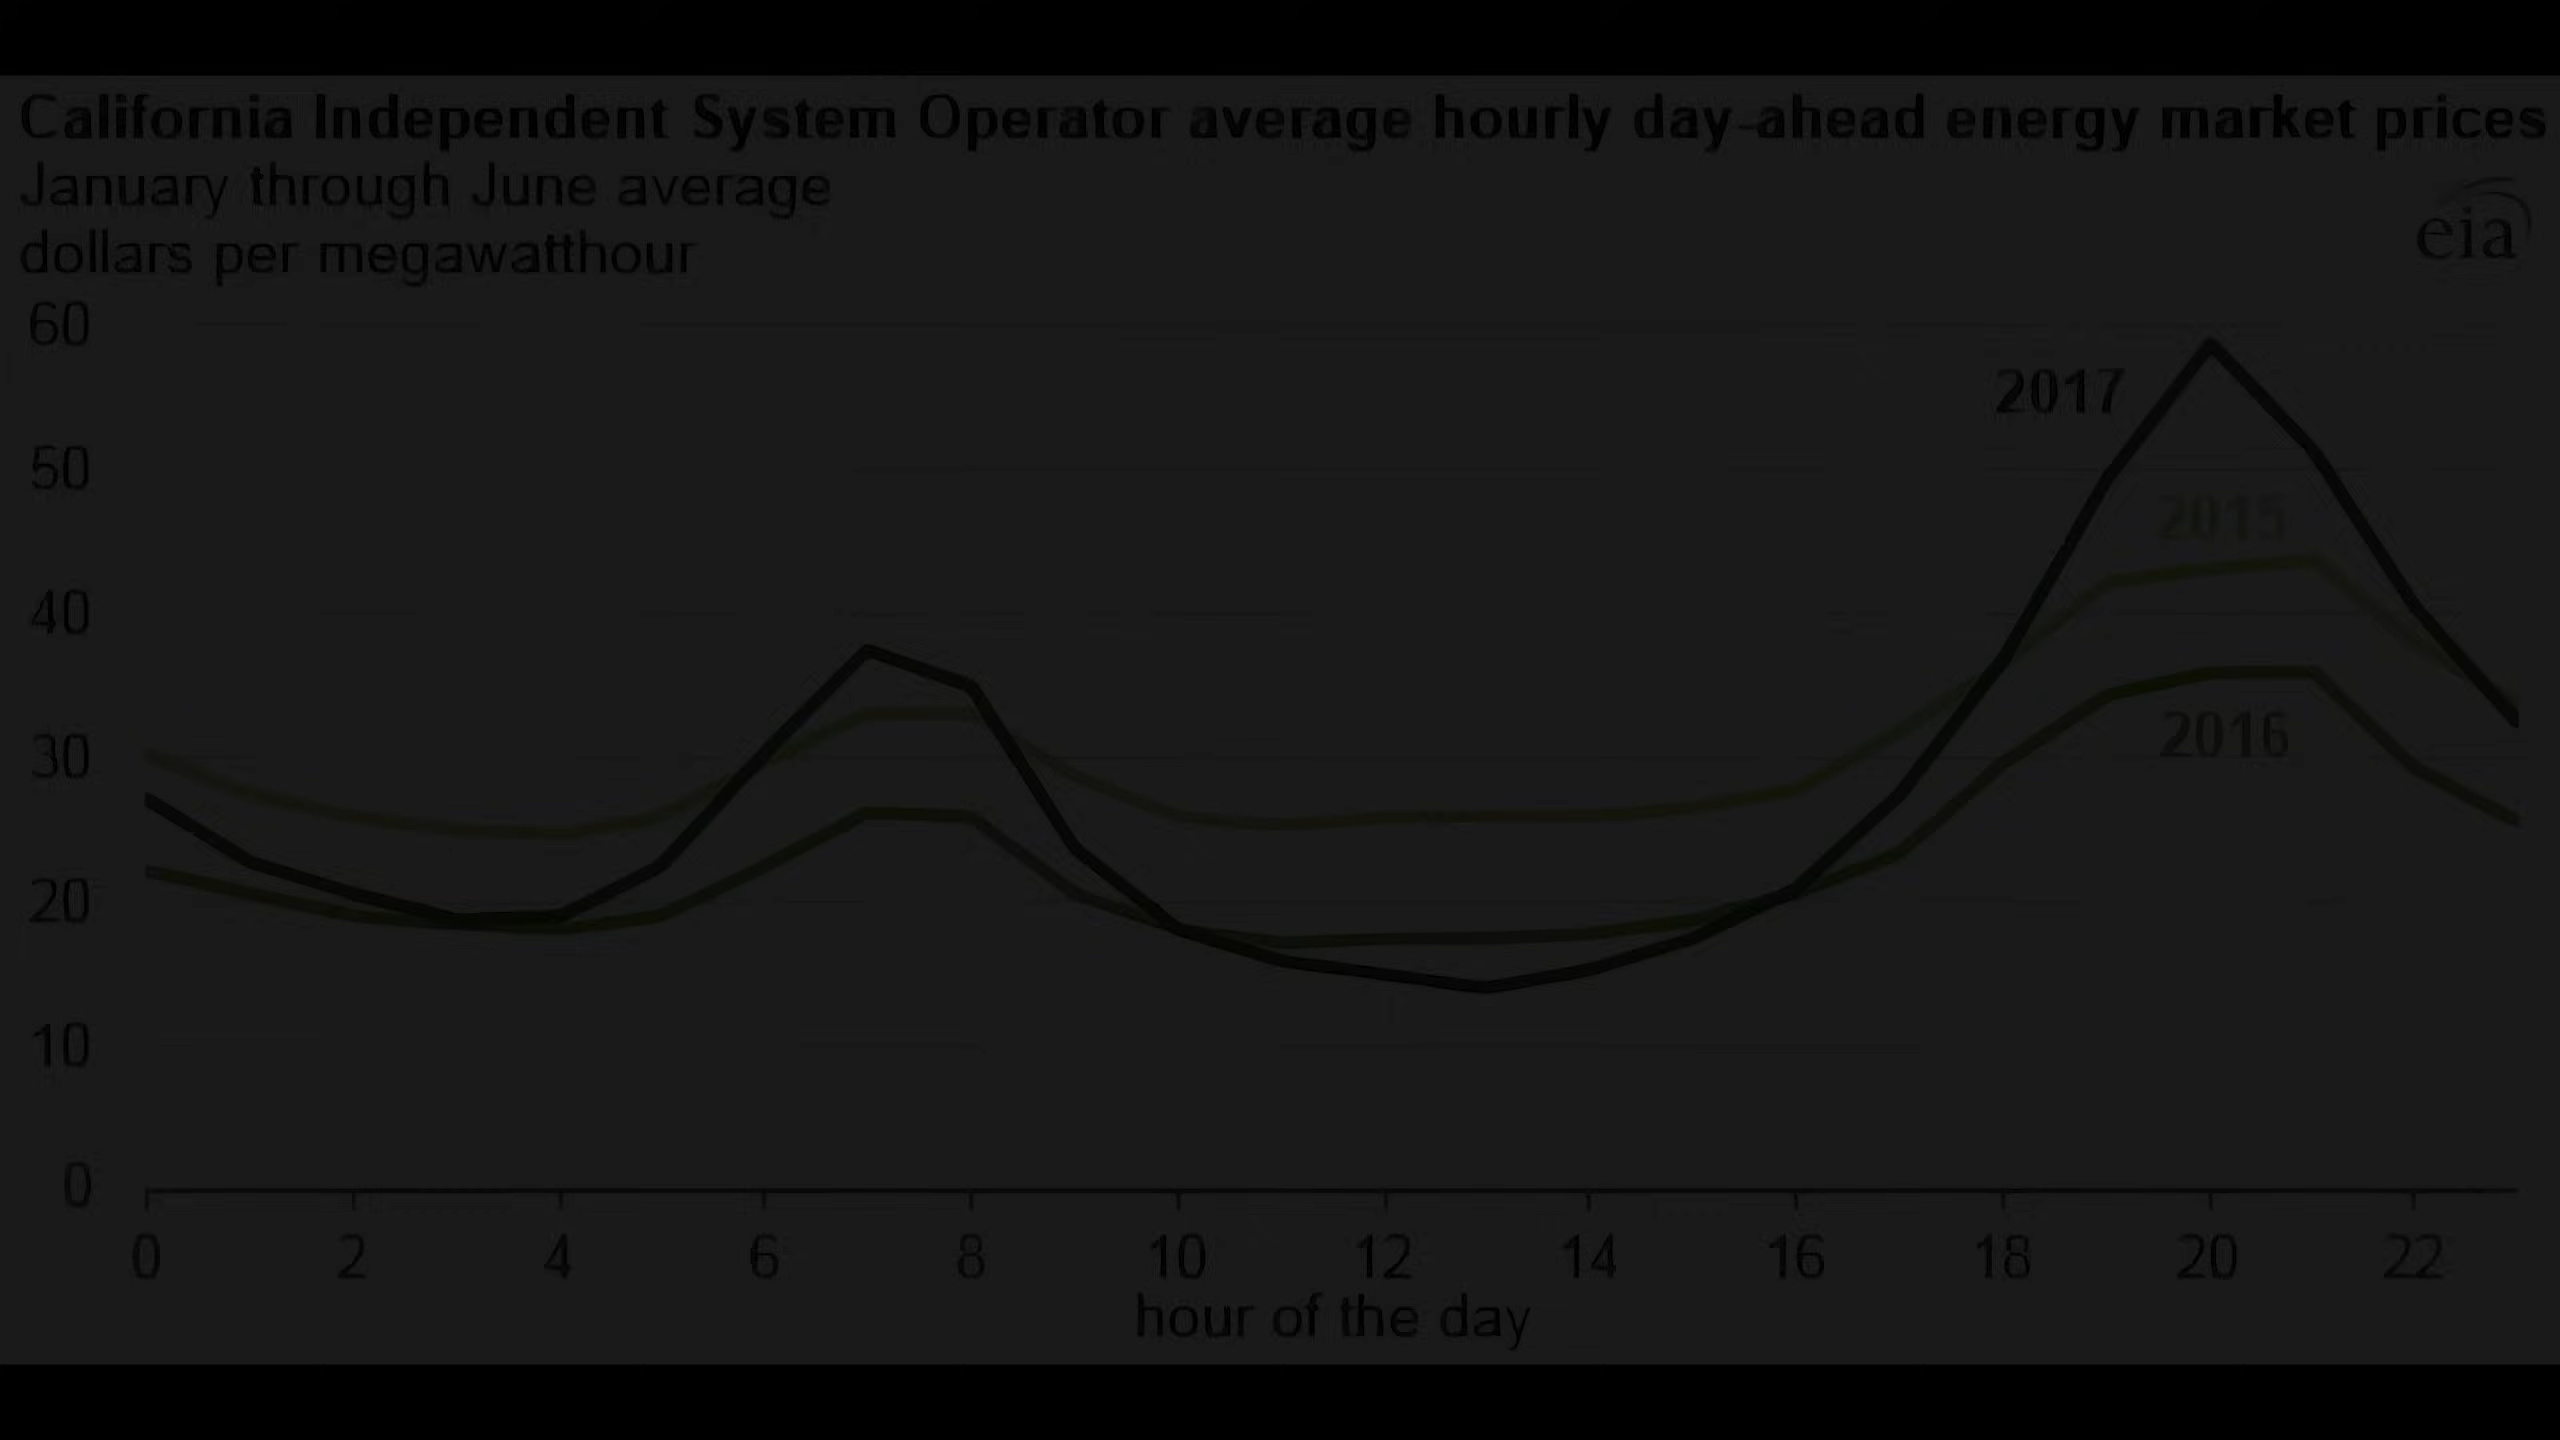 California Independent System Operator average hourly day-ahead energy market prices
January through June average
dollars per megawatthour
eia
60
2017
50
2015
40
30
2016
20
10
0
0 2 4 6 8 10 12 14 16 18 20 22
hour of the day